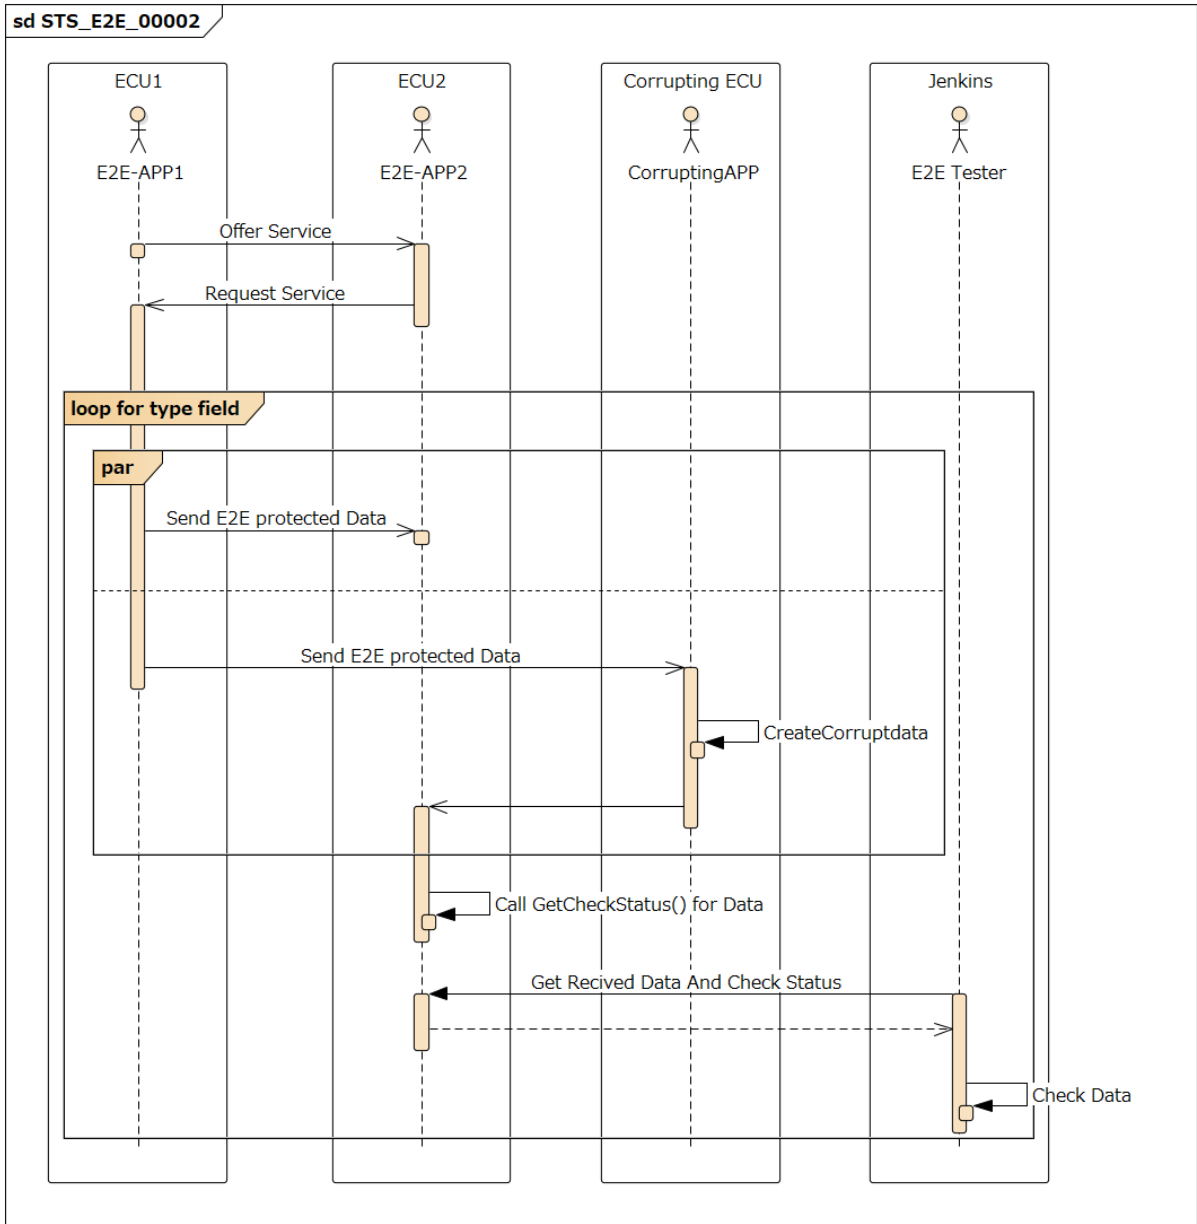 sd STS_E2E_00002
ECU1
ECU2
Corrupting ECU
Jenkins
E2E-APP1
E2E-APP2
CorruptingAPP
E2E Tester
Offer Service
Request Service
loop for type field
par
Send E2E protected Data
Send E2E protected Data
CreateCorruptdata
Call GetCheckStatus() for Data
Get Recived Data And Check Status
Check Data